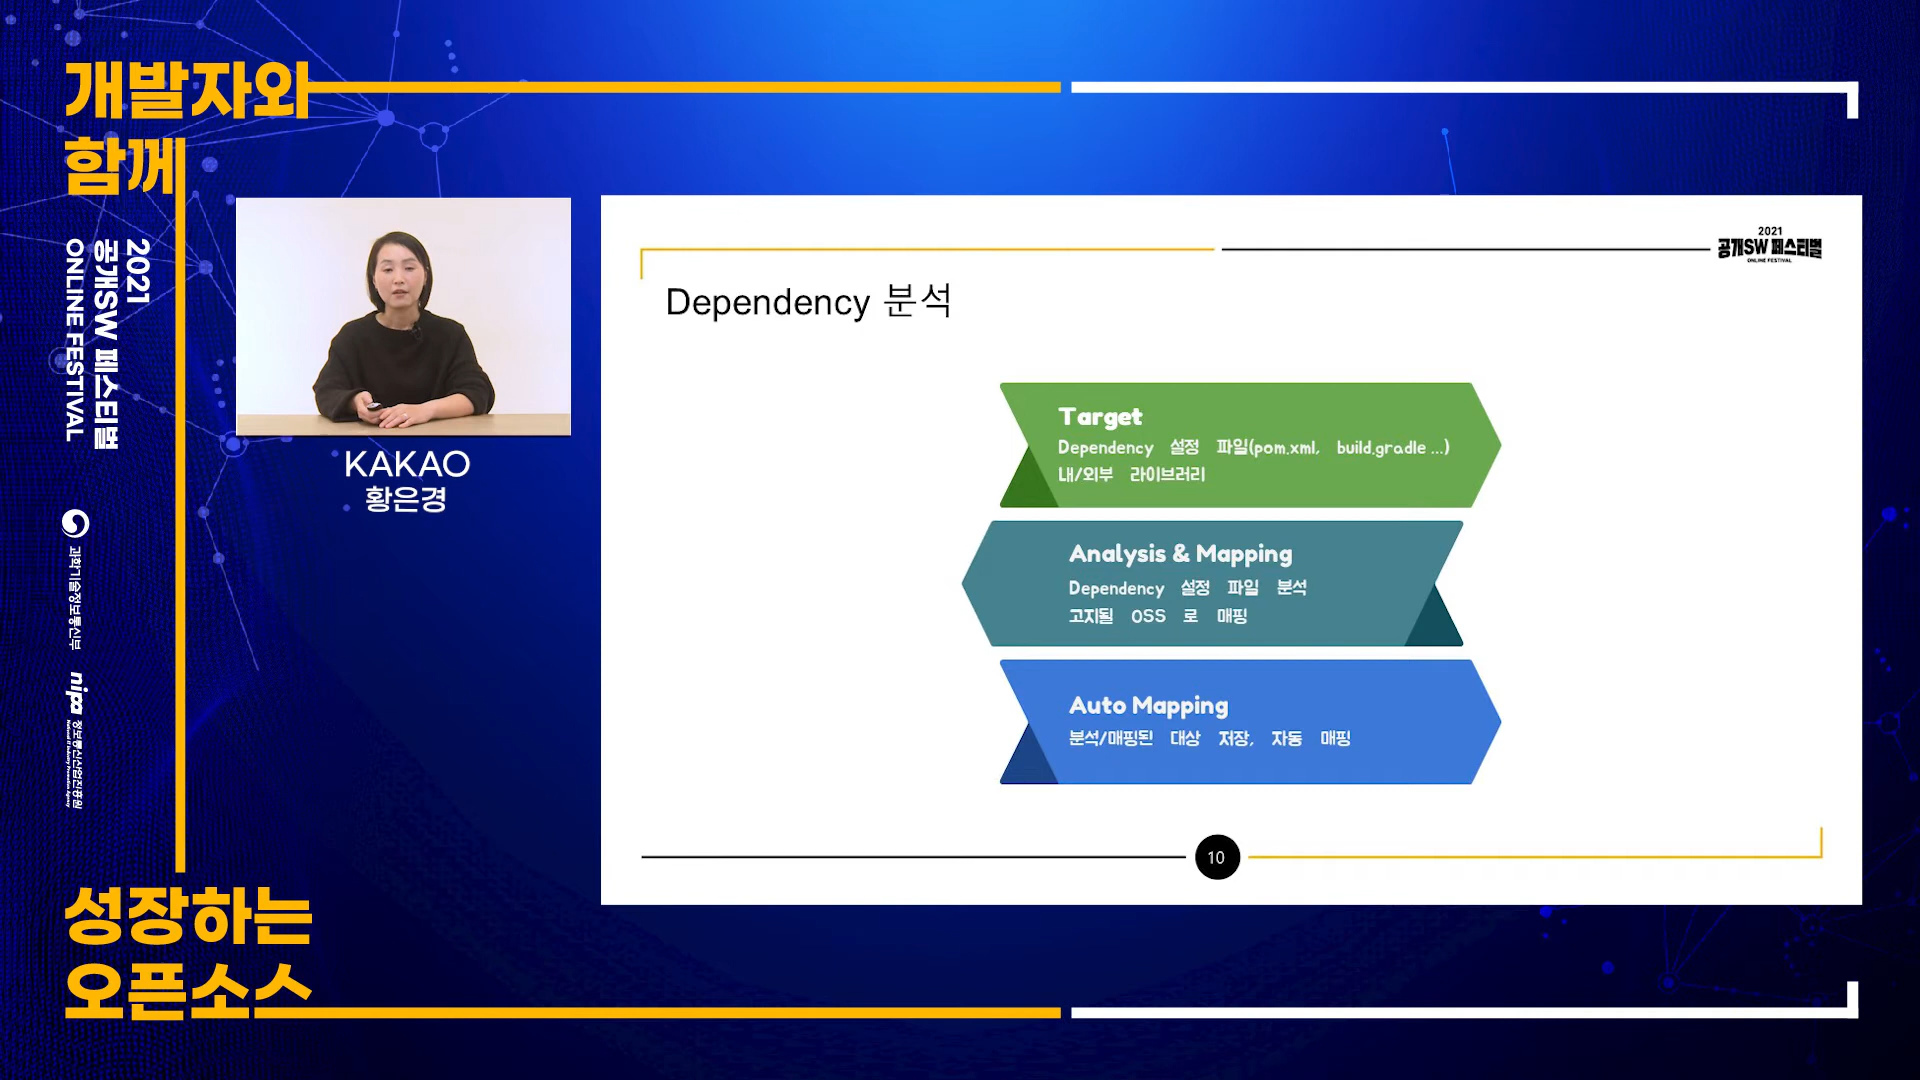 개발자와
함께
2021
공개SW 페스티벌
ONLINE FESTIVAL
과학기술정보통신부
nipa 정보통신산업진흥원
성장하는
오픈소스
KAKAO
황은경
2021
공개SW 페스티벌
ONLINE FESTIVAL
Dependency 분석
Target
Dependency 설정 파일(pom.xml, build.gradle ...)
내/외부 라이브러리
Analysis & Mapping
Dependency 설정 파일 분석
고지될 OSS 로 매핑
Auto Mapping
분석/매핑된 대상 저장, 자동 매핑
10